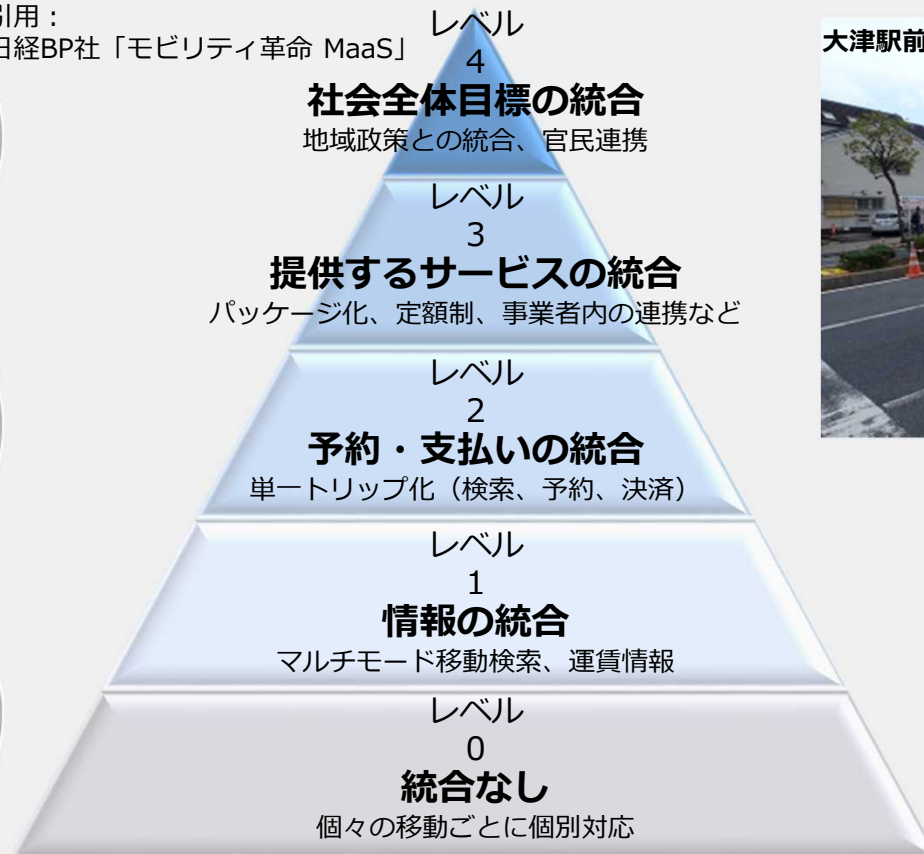 引用：
日経BP社「モビリティ革命 MaaS」
レベル
4
社会全体目標の統合
地域政策との統合、官民連携
レベル
3
提供するサービスの統合
パッケージ化、定額制、事業者内の連携など
レベル
2
予約・支払いの統合
単一トリップ化（検索、予約、決済）
レベル
1
情報の統合
マルチモード移動検索、運賃情報
レベル
0
統合なし
個々の移動ごとに個別対応
大津駅前